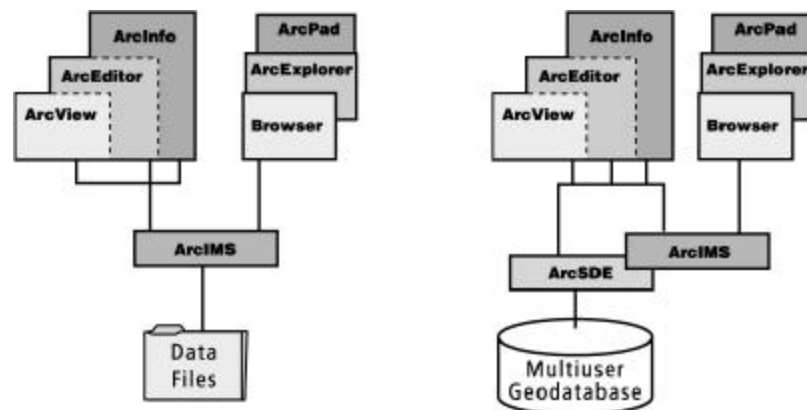 ArcInfo
ArcEditor
ArcView
ArcPad
ArcExplorer
Browser
ArcIMS
Data
Files
ArcInfo
ArcEditor
ArcView
ArcPad
ArcExplorer
Browser
ArcIMS
ArcSDE
Multiuser
Geodatabase